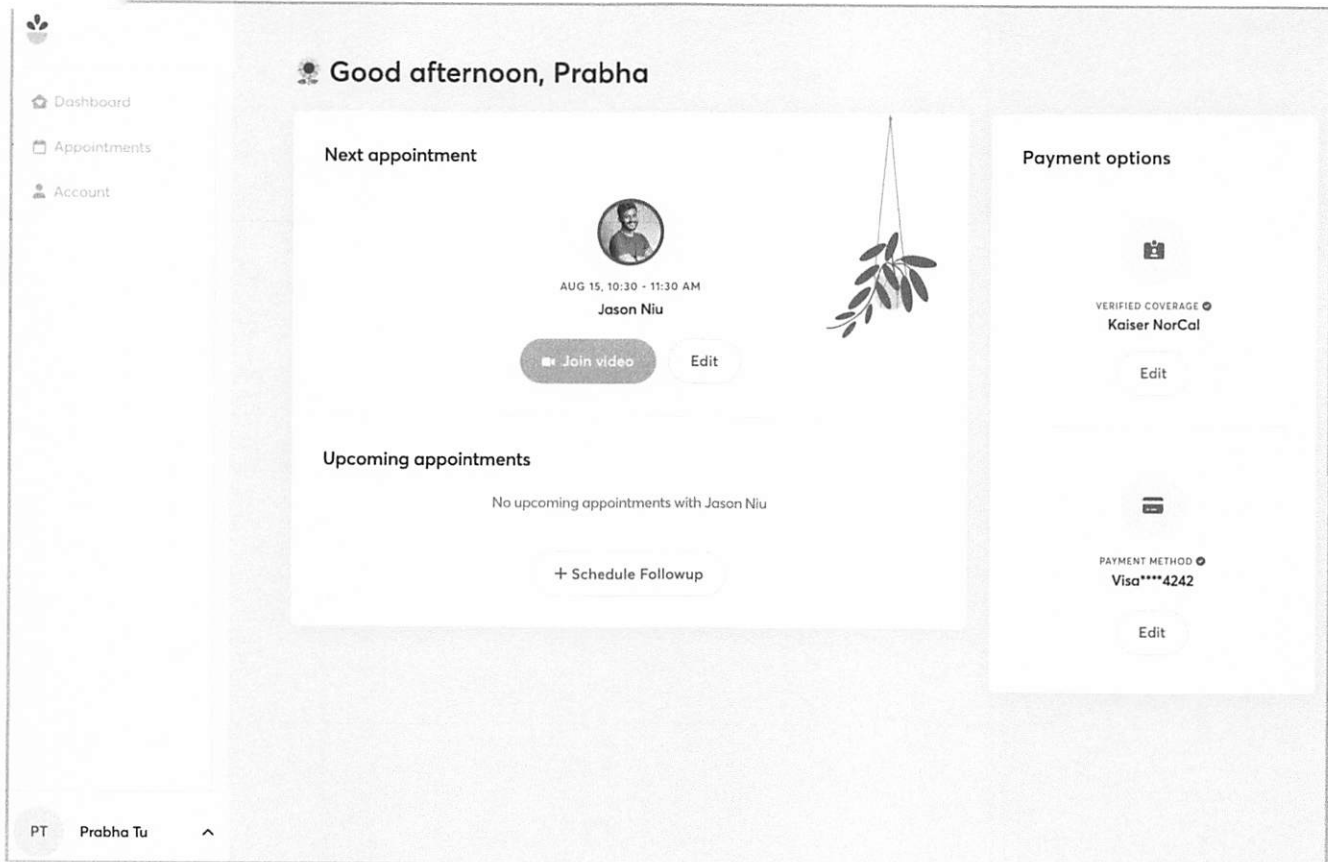 Dashboard
Appointments
Account
Good afternoon, Prabha
Next appointment
AUG 15, 10:30 - 11:30 AM
Jason Niu
Join video
Edit
Upcoming appointments
No upcoming appointments with Jason Niu
+ Schedule Followup
Payment options
VERIFIED COVERAGE
Kaiser NorCal
Edit
PAYMENT METHOD
Visa****4242
Edit
PT
Prabha Tu